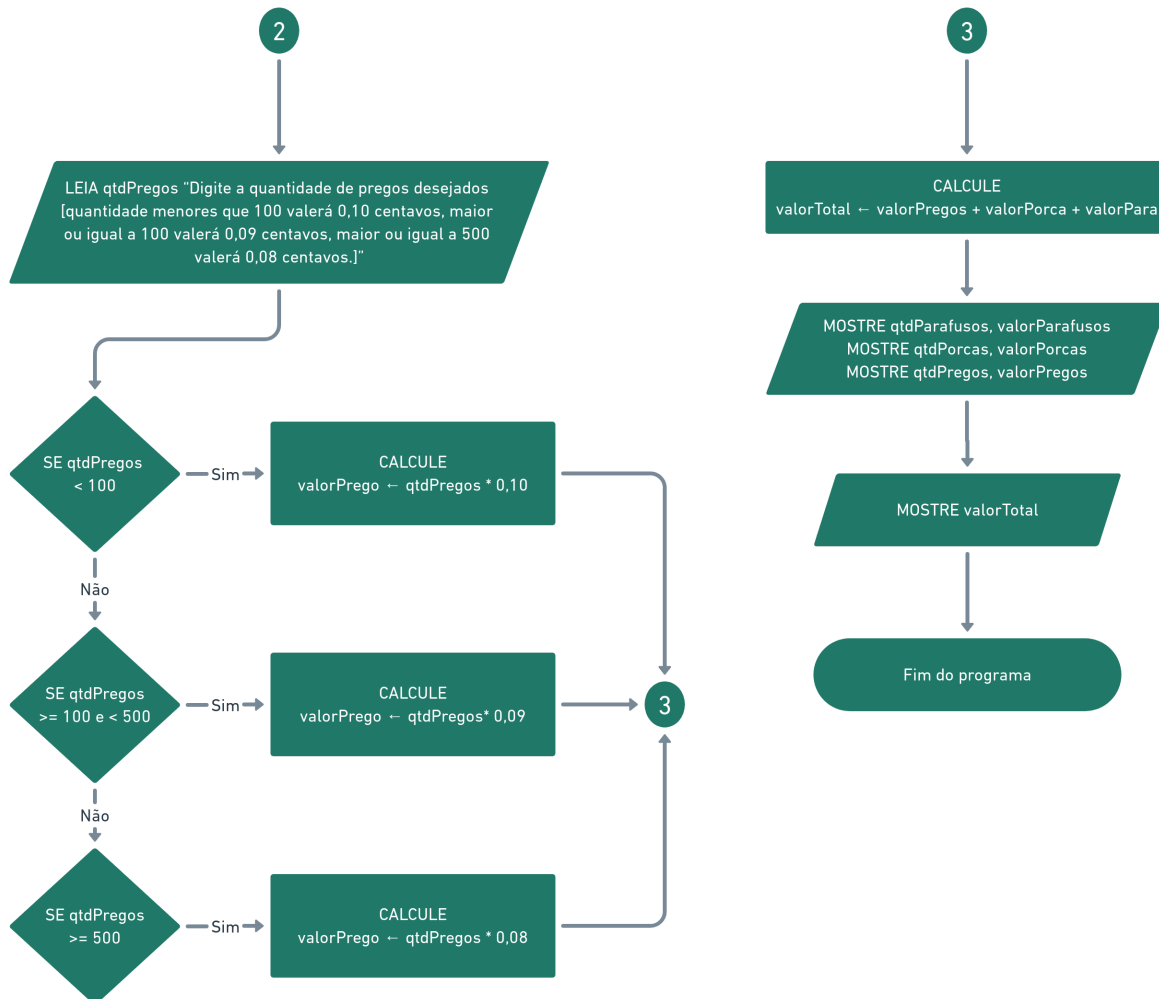 2
LEIA qtdPregos "Digite a quantidade de pregos desejados
[quantidade menores que 100 valerá 0,10 centavos, maior
ou igual a 100 valerá 0,09 centavos, maior ou igual a 500
valerá 0,08 centavos.]"
SE qtdPregos
< 100
Sim
CALCULE
valorPrego ← qtdPregos * 0,10
Não
SE qtdPregos
>= 100 e < 500
Sim
CALCULE
valorPrego ← qtdPregos* 0,09
3
Não
SE qtdPregos
>= 500
Sim
CALCULE
valorPrego ← qtdPregos * 0,08
3
CALCULE
valorTotal ← valorPregos + valorPorca + valorPara
MOSTRE qtdParafusos, valorParafusos
MOSTRE qtdPorcas, valorPorcas
MOSTRE qtdPregos, valorPregos
MOSTRE valorTotal
Fim do programa